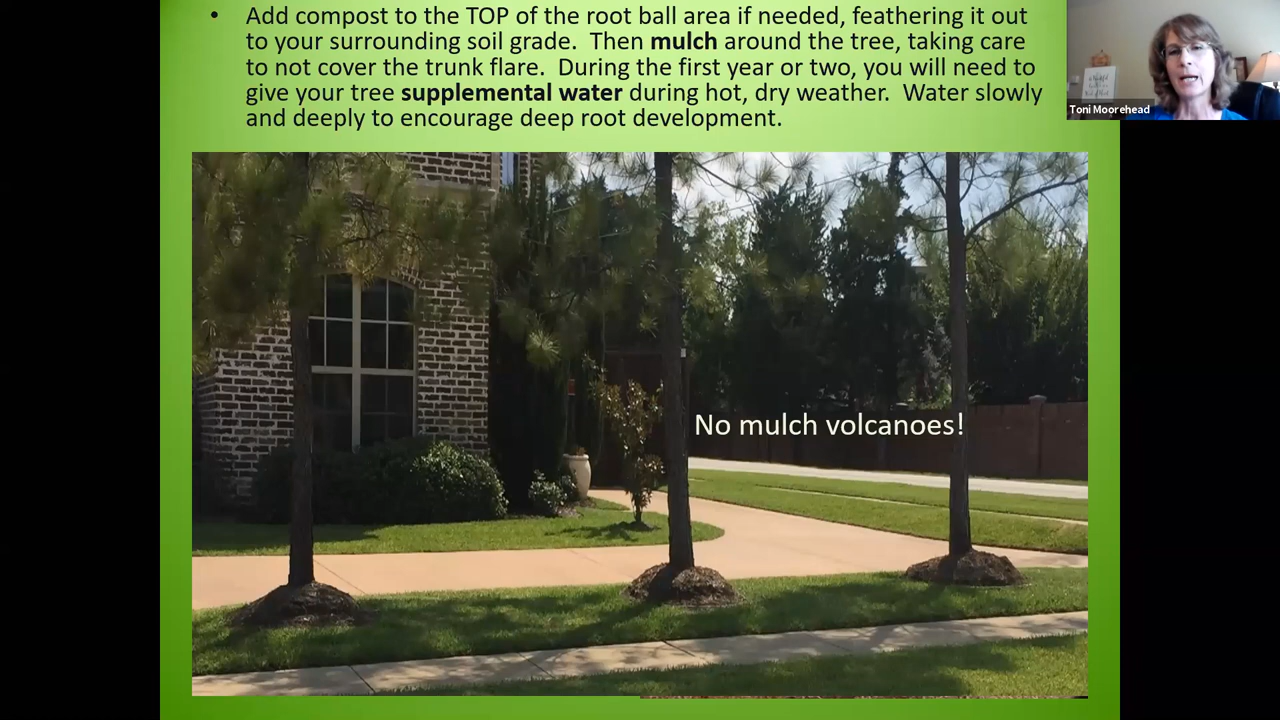 • Add compost to the TOP of the root ball area if needed, feathering it out
to your surrounding soil grade.  Then mulch around the tree, taking care
to not cover the trunk flare.  During the first year or two, you will need to
give your tree supplemental water during hot, dry weather.  Water slowly
and deeply to encourage deep root development.
Toni Moorehead
No mulch volcanoes!